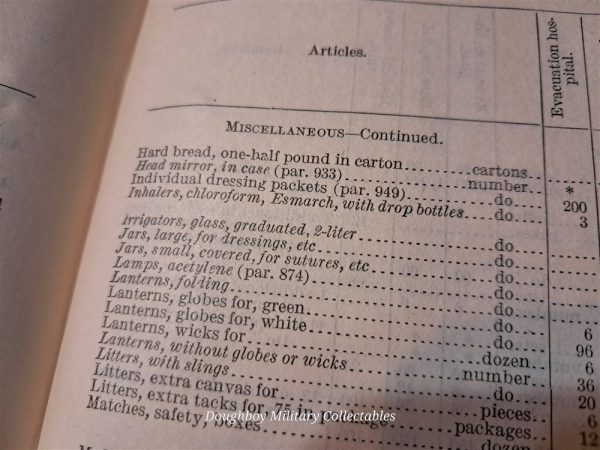 Articles.
Evacuation hospital.
MISCELLANEOUS—Continued.
Hard bread, one-half pound in carton..........cartons..
Head mirror, in case (par. 933)..........number.. *
Individual dressing packets (par. 949)..........do.... 200
Inhalers, chloroform, Esmarch, with drop bottles....do.... 3
Irrigators, glass, graduated, 2-liter..........do....
Jars, large, for dressings, etc..........do....
Jars, small, covered, for sutures, etc..........do....
Lamps, acetylene (par. 874)..........do....
Lanterns, folding..........do....
Lanterns, globes for, green..........do.... 6
Lanterns, globes for, white..........do.... 96
Lanterns, wicks for..........dozen.. 6
Lanterns, without globes or wicks..........number.. 36
Litters, with slings..........do.... 20
Litters, extra canvas for..........pieces.. 6
Litters, extra tacks for, .75-in..........packages.. 12
Matches, safety, boxes..........dozen
Doughboy Military Collectables